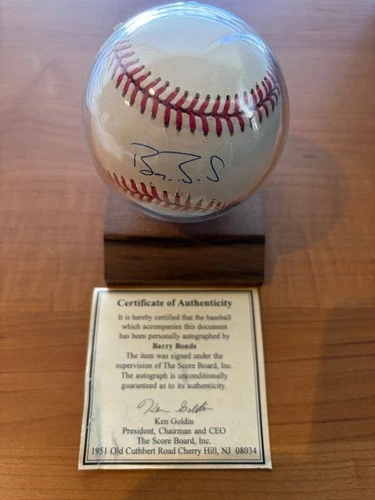 Certificate of Authenticity
It is hereby certified that the baseball
which accompanies this document
has been personally autographed by
Barry Bonds
The item was signed under the
supervision of The Score Board, Inc.
The autograph is unconditionally
guaranteed as to its authenticity.
Ken Goldin
Ken Goldin
President, Chairman and CEO
The Score Board, Inc.
1951 Old Cuthbert Road Cherry Hill, NJ 08034